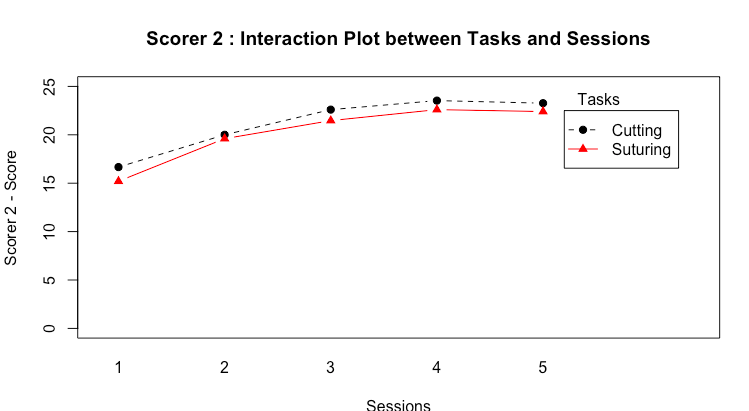 Scorer 2 : Interaction Plot between Tasks and Sessions
Scorer 2 - Score
25
20
15
10
5
0
Tasks
Cutting
Suturing
1 2 3 4 5
Sessions